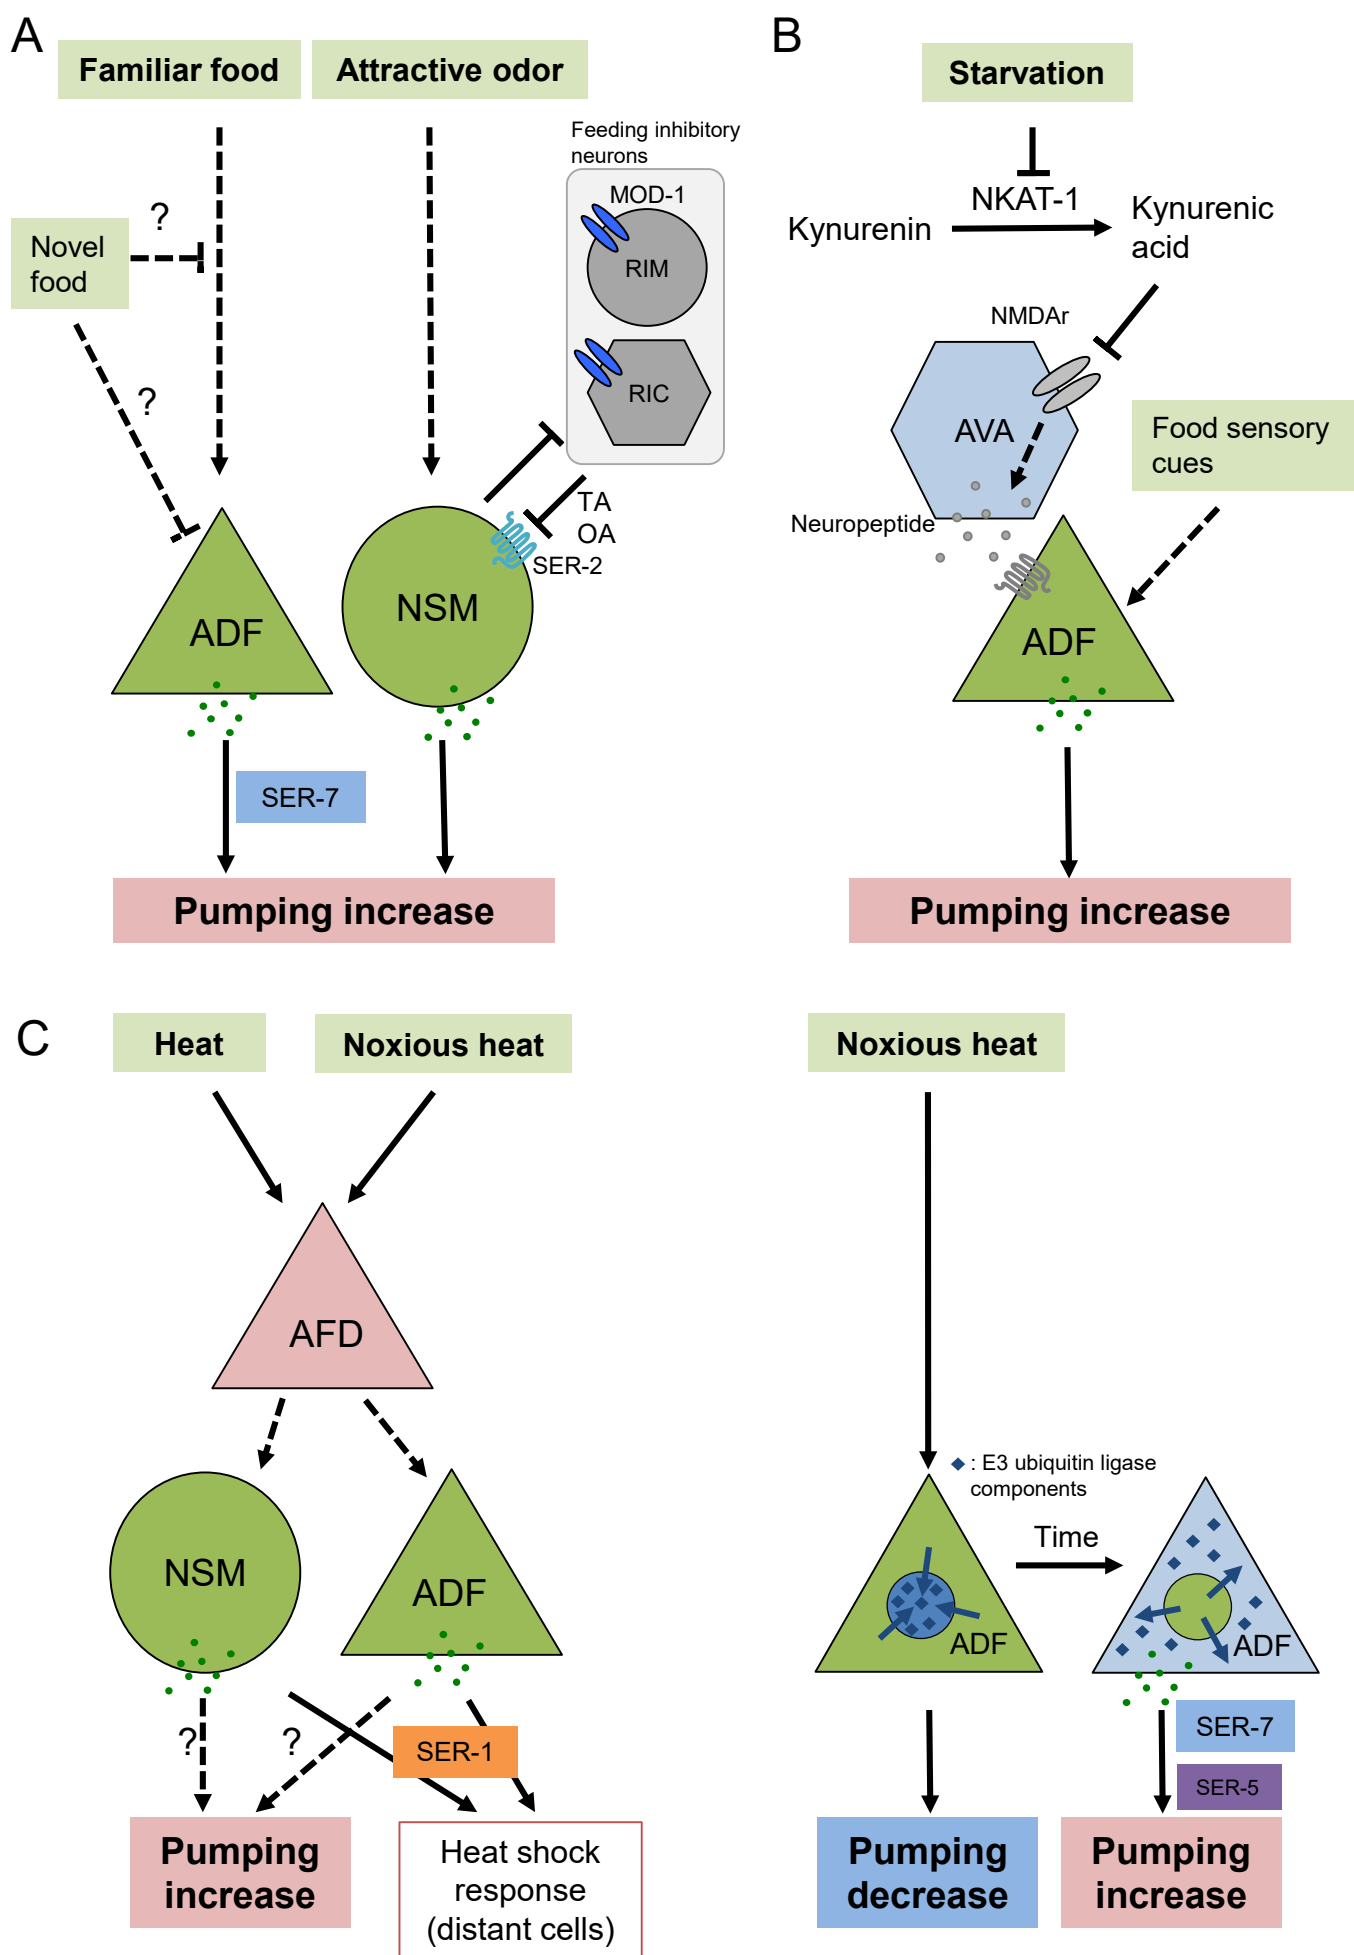 A
Familiar food
Attractive odor
Feeding inhibitory
neurons
MOD-1
RIM
RIC
?
Novel
food
?
TA
OA
SER-2
ADF
NSM
SER-7
Pumping increase
B
Starvation
NKAT-1
Kynurenin
Kynurenic
acid
NMDAr
AVA
Food sensory
cues
Neuropeptide
ADF
Pumping increase
C
Heat
Noxious heat
AFD
NSM
ADF
?
?
SER-1
Pumping
increase
Heat shock
response
(distant cells)
Noxious heat
: E3 ubiquitin ligase
components
Time
ADF
ADF
SER-7
SER-5
Pumping
decrease
Pumping
increase